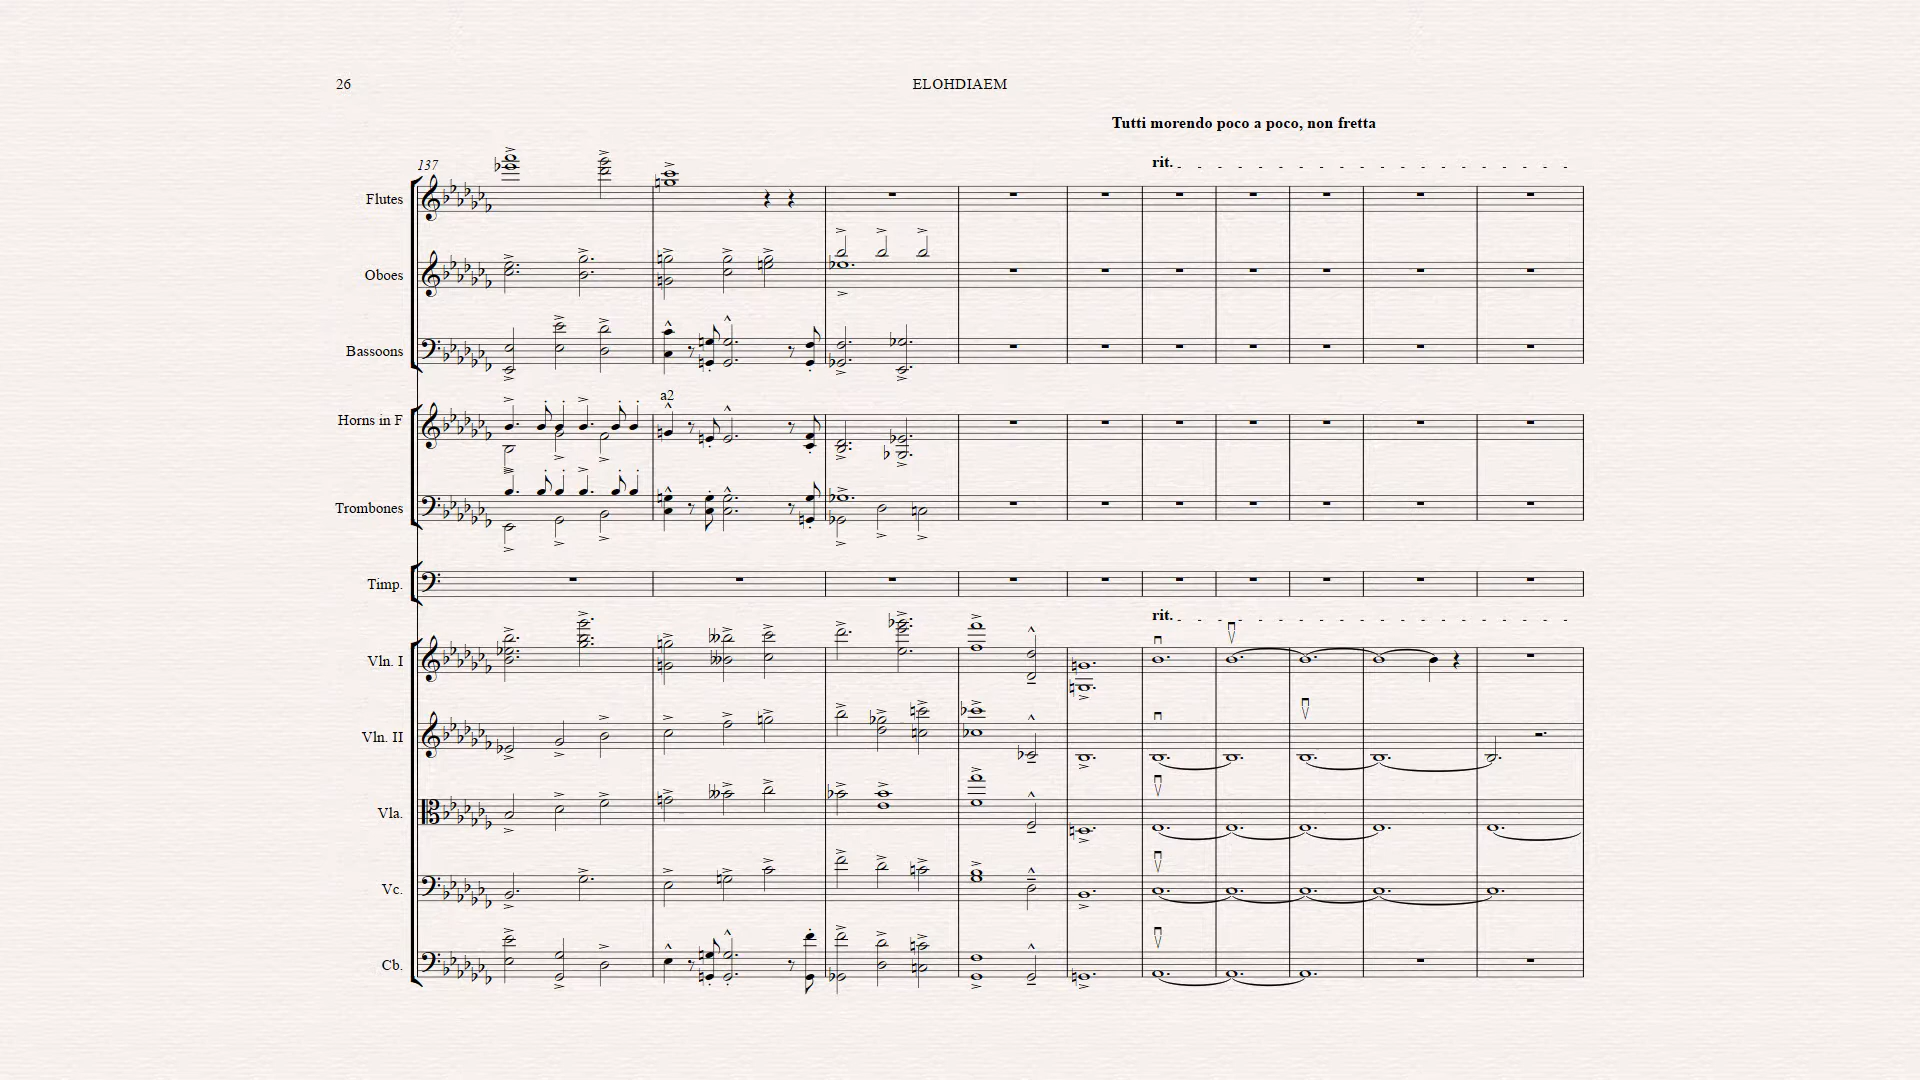 26
ELOHDIAEM
Tutti morendo poco a poco, non fretta
rit.
137
Flutes
Oboes
Bassoons
a2
Horns in F
Trombones
Timp.
rit.
Vln. I
Vln. II
Vla.
Vc.
Cb.